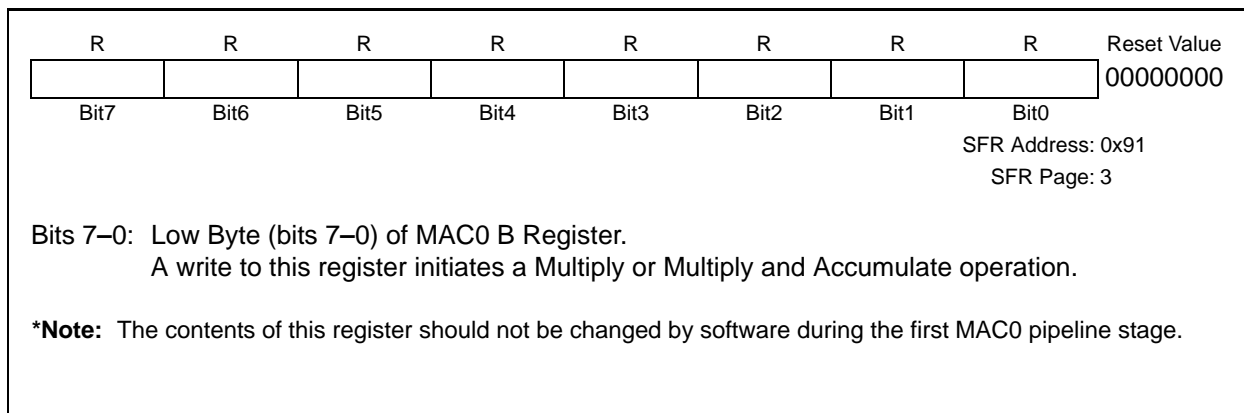 R R R R R R R R Reset Value
00000000
Bit7 Bit6 Bit5 Bit4 Bit3 Bit2 Bit1 Bit0
SFR Address: 0x91
SFR Page: 3
Bits 7–0: Low Byte (bits 7–0) of MAC0 B Register.
A write to this register initiates a Multiply or Multiply and Accumulate operation.
*Note: The contents of this register should not be changed by software during the first MAC0 pipeline stage.